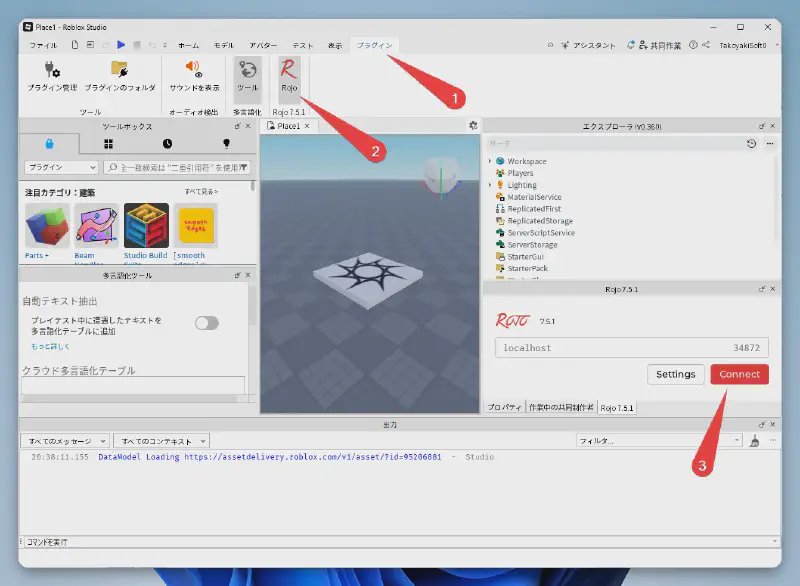 Place1 - Roblox Studio
ファイル ホーム モデル アバター テスト 表示 プラグイン アシスタント 共同作業 TakoyakiSoft0
1
プラグイン管理 プラグインのフォルダ サウンドを表示 ツール Rojo
ツール オーディオ検出 多言語化 Rojo 7.5.1
2
ツールボックス
Place1 ×
エクスプローラ (v0.360)
プラグイン
全一致検索は "二重引用符" を使用
サーチ
注目カテゴリ：建築 すべて見る>
Parts +
Beam
Studio Build
[smooth
Workspace
Players
Lighting
MaterialService
ReplicatedFirst
ReplicatedStorage
ServerScriptService
ServerStorage
StarterGui
StarterPack
多言語化ツール
自動テキスト抽出
プレイテスト中に遭遇したテキストを
多言語化テーブルに追加
もっと詳しく
クラウド多言語化テーブル
Rojo 7.5.1
ROJO 7.5.1
localhost 34872
Settings Connect
プロパティ 作業中の共同制作者 Rojo 7.5.1
3
出力
すべてのメッセージ すべてのコンテキスト フィルタ...
20:38:11.155 DataModel Loading https://assetdelivery.roblox.com/v1/asset/?id=95206881 - Studio
コマンドを実行